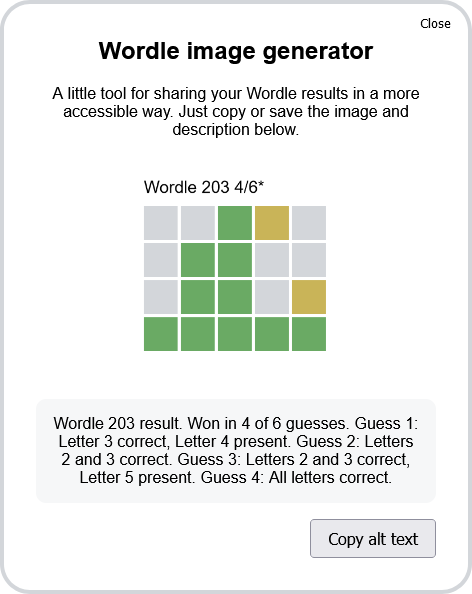 Close
Wordle image generator
A little tool for sharing your Wordle results in a more
accessible way. Just copy or save the image and
description below.
Wordle 203 4/6*
Wordle 203 result. Won in 4 of 6 guesses. Guess 1:
Letter 3 correct, Letter 4 present. Guess 2: Letters
2 and 3 correct. Guess 3: Letters 2 and 3 correct,
Letter 5 present. Guess 4: All letters correct.
Copy alt text